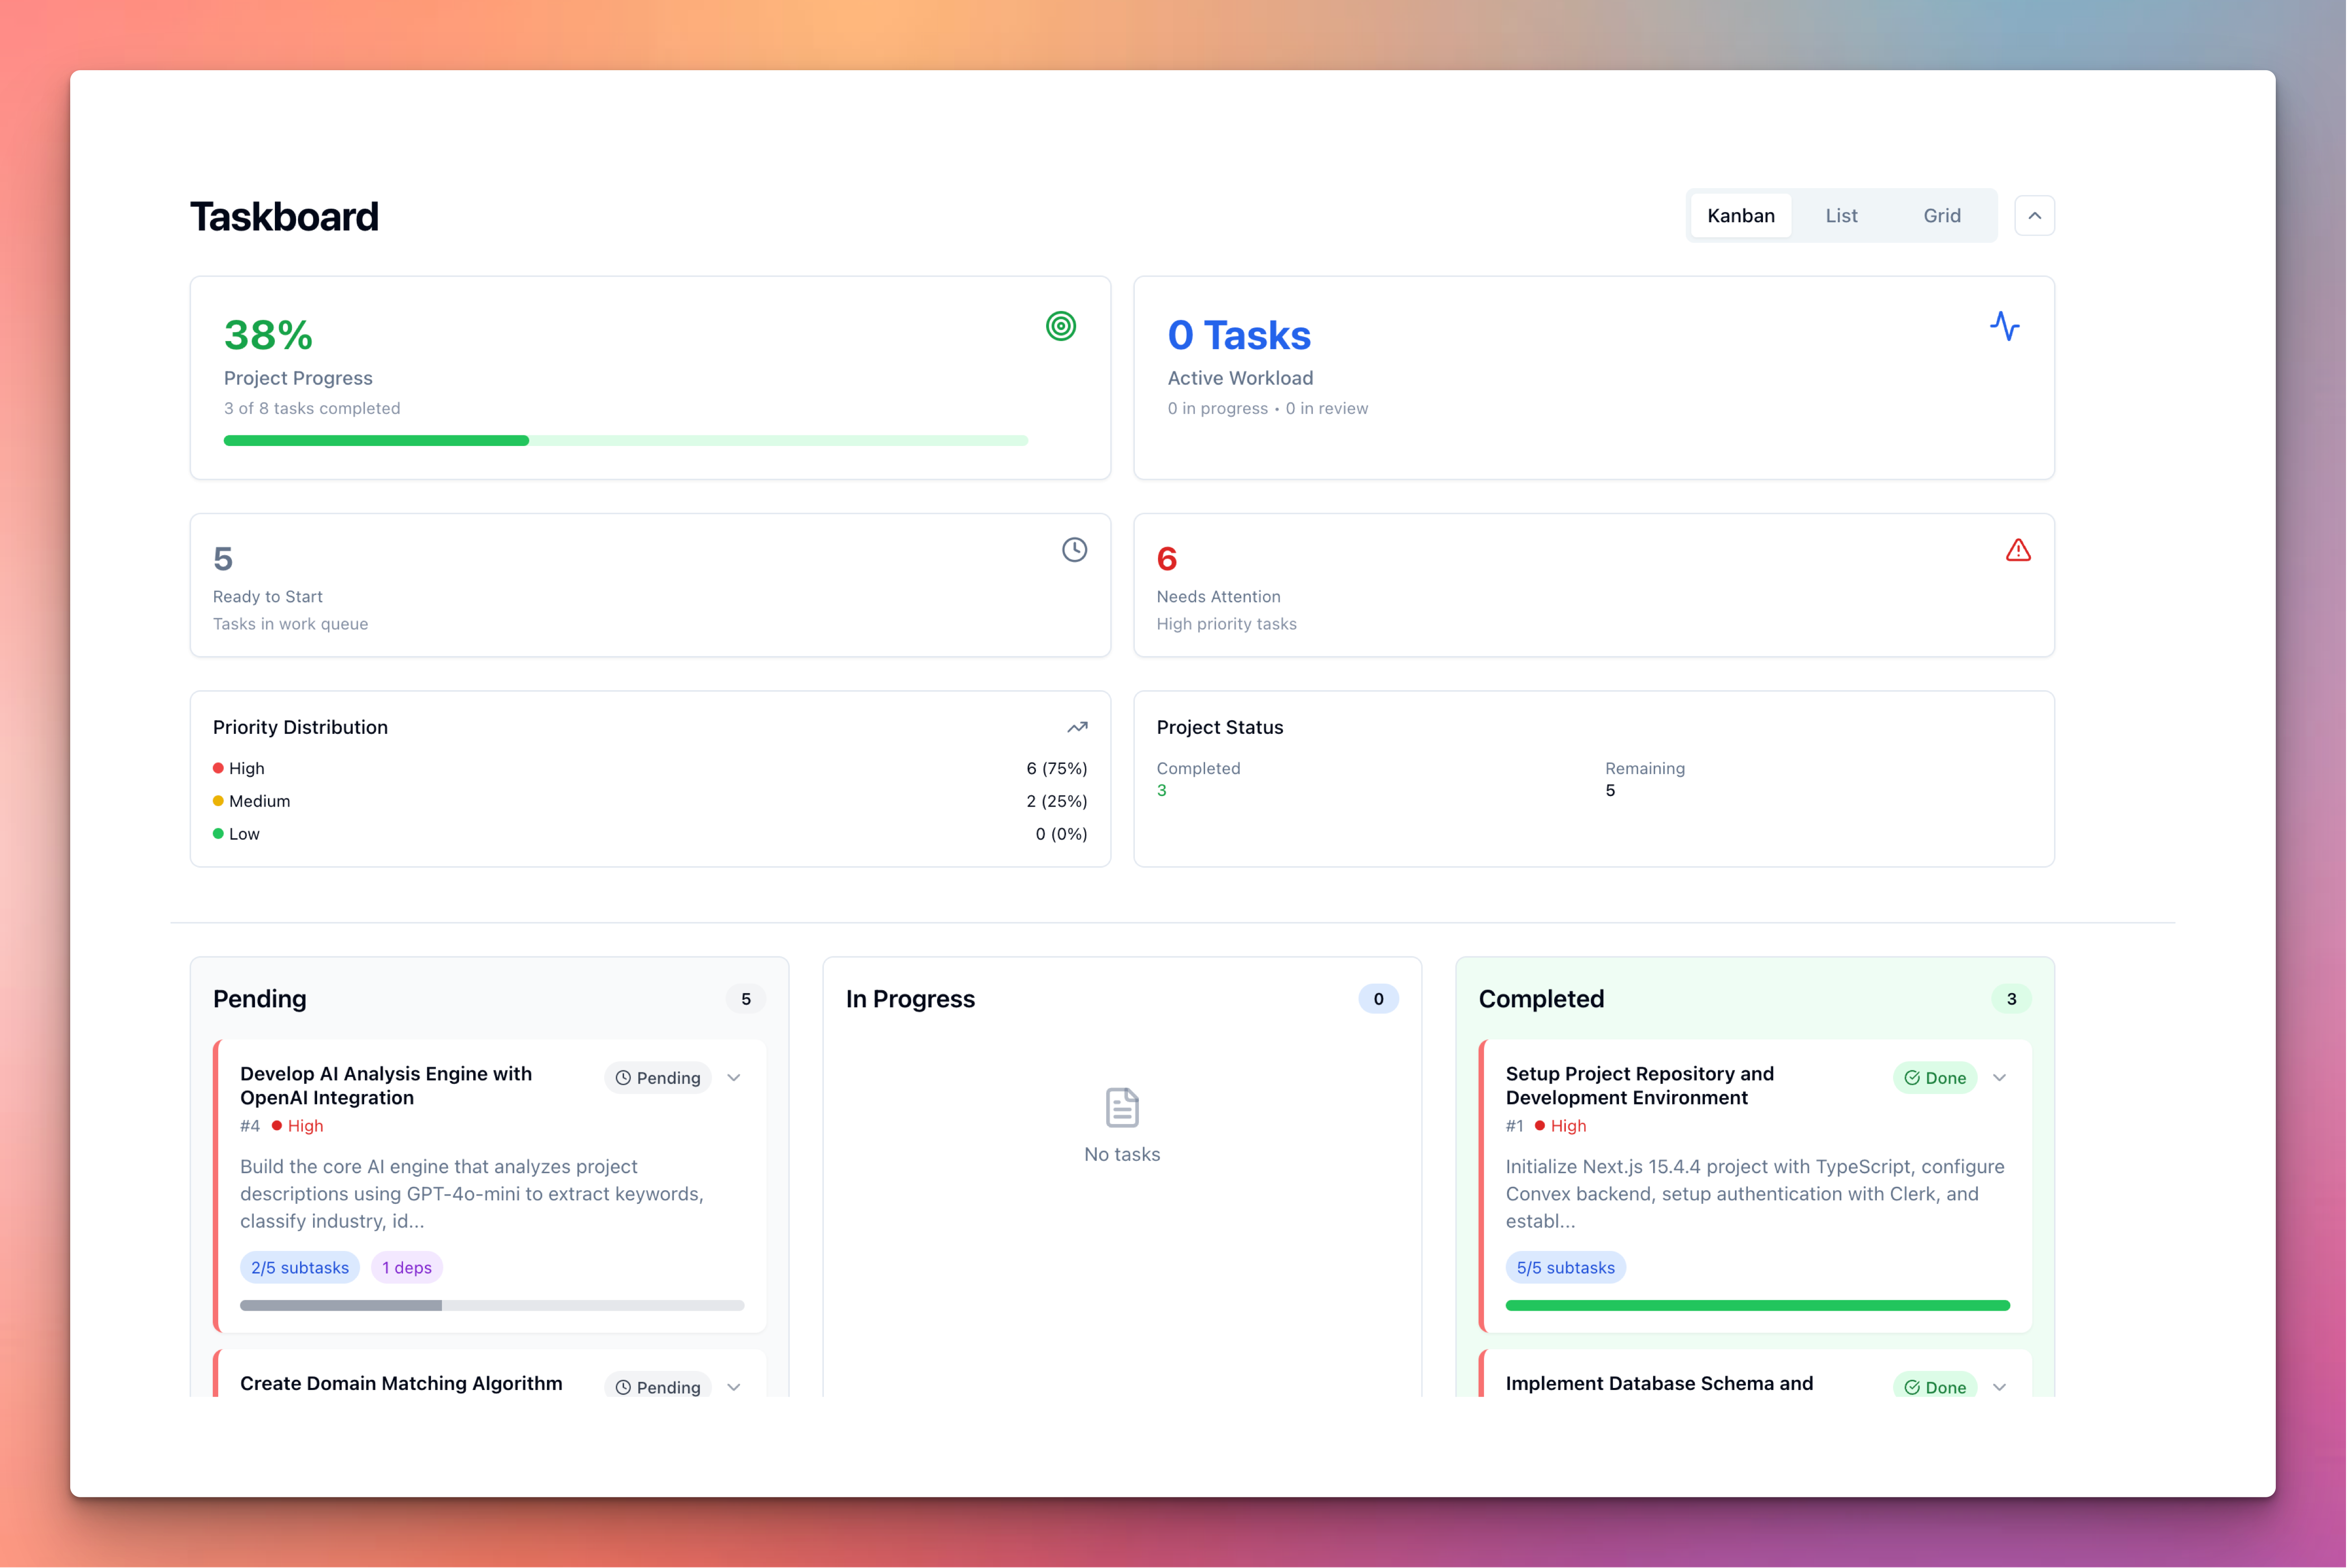 Taskboard
Kanban
List
Grid
38%
Project Progress
3 of 8 tasks completed
0 Tasks
Active Workload
0 in progress • 0 in review
5
Ready to Start
Tasks in work queue
6
Needs Attention
High priority tasks
Priority Distribution
High 6 (75%)
Medium 2 (25%)
Low 0 (0%)
Project Status
Completed
3
Remaining
5
Pending 5
Develop AI Analysis Engine with
OpenAI Integration
Pending
#4 High
Build the core AI engine that analyzes project
descriptions using GPT-4o-mini to extract keywords,
classify industry, id...
2/5 subtasks 1 deps
Create Domain Matching Algorithm
Pending
In Progress 0
No tasks
Completed 3
Setup Project Repository and
Development Environment
Done
#1 High
Initialize Next.js 15.4.4 project with TypeScript, configure
Convex backend, setup authentication with Clerk, and
establ...
5/5 subtasks
Implement Database Schema and
Done